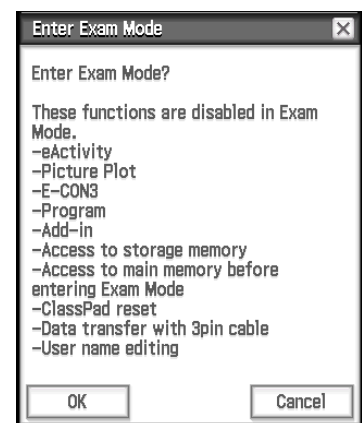 Enter Exam Mode
Enter Exam Mode?
These functions are disabled in Exam
Mode.
-eActivity
-Picture Plot
-E-CON3
-Program
-Add-in
-Access to storage memory
-Access to main memory before
entering Exam Mode
-ClassPad reset
-Data transfer with 3pin cable
-User name editing
OK
Cancel